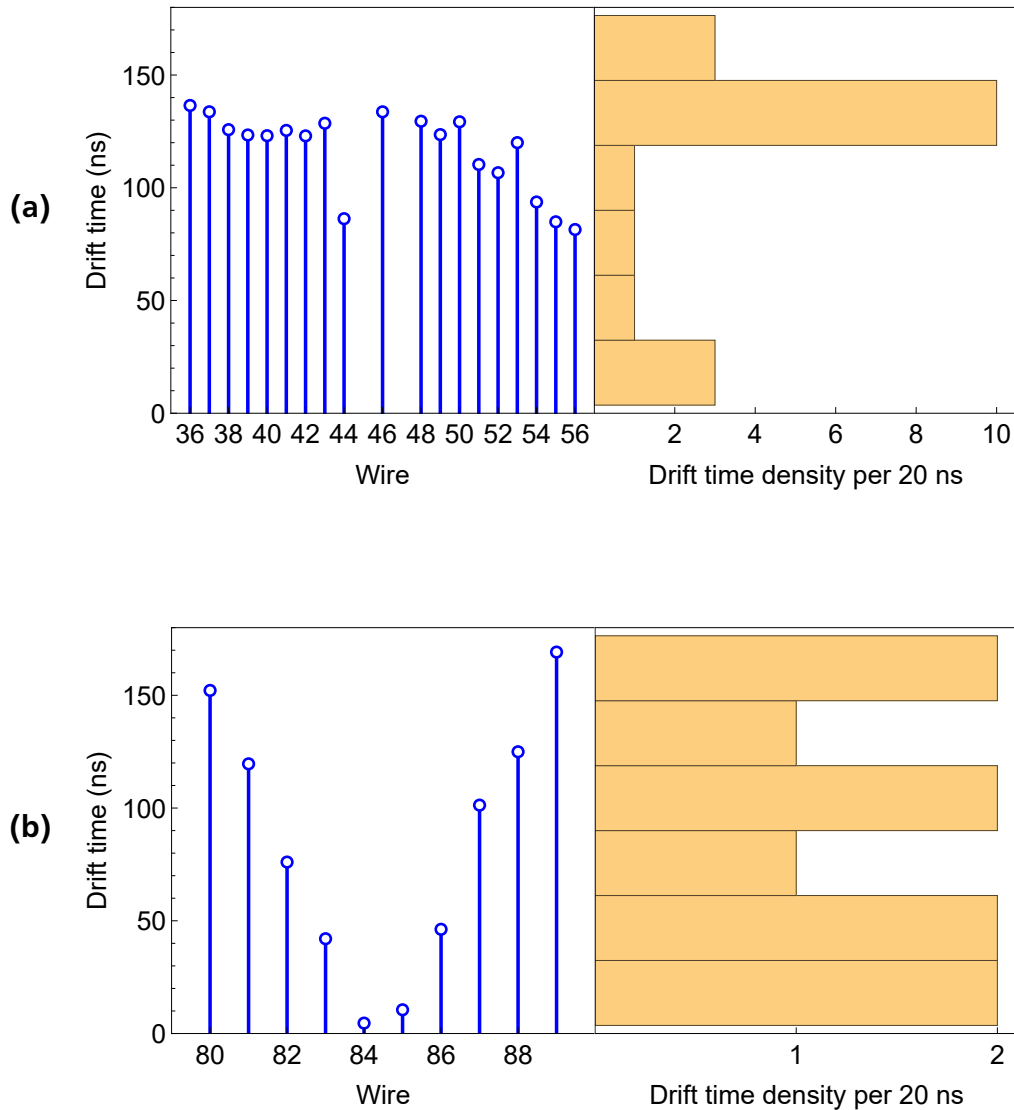 (a)
Drift time (ns)
150
100
50
0
36 38 40 42 44 46 48 50 52 54 56
Wire
2 4 6 8 10
Drift time density per 20 ns
(b)
Drift time (ns)
150
100
50
0
80 82 84 86 88
Wire
1 2
Drift time density per 20 ns